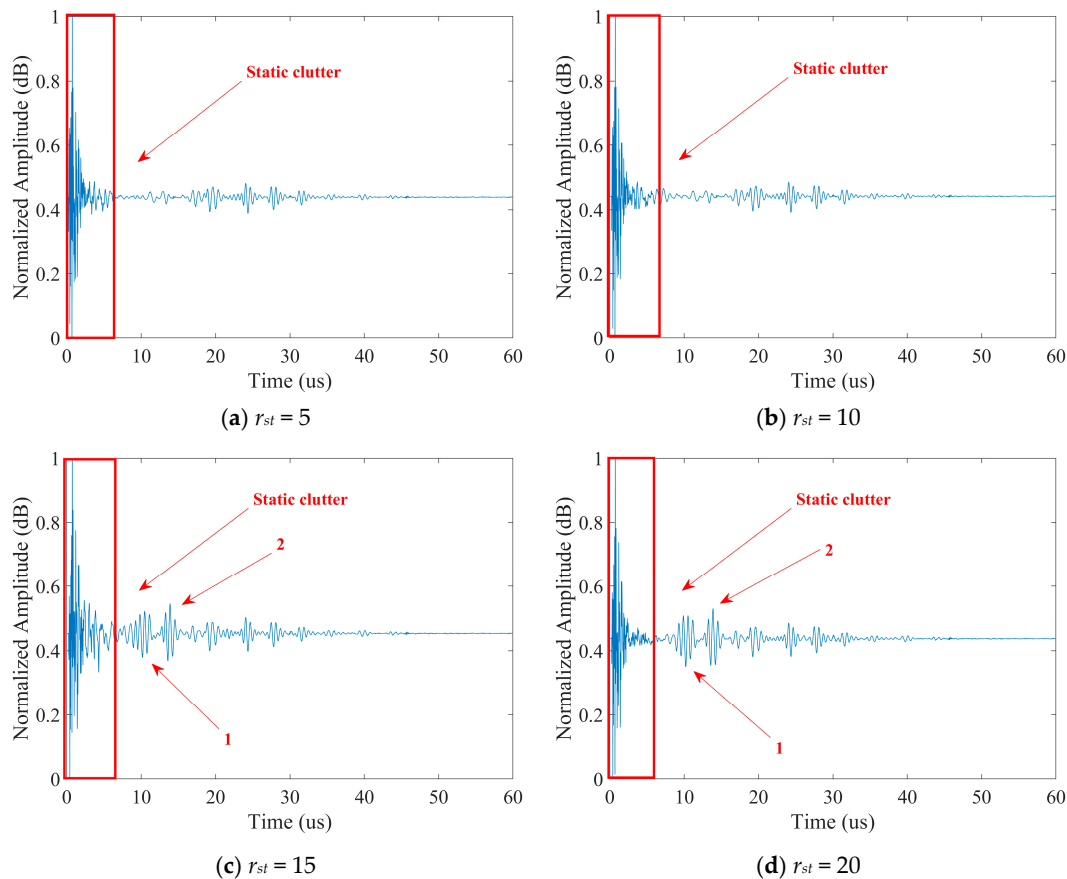 1
0.8
0.6
0.4
0.2
0
Normalized Amplitude (dB)
Static clutter
0 10 20 30 40 50 60
Time (us)
(a) rst = 5
1
0.8
0.6
0.4
0.2
0
Normalized Amplitude (dB)
Static clutter
0 10 20 30 40 50 60
Time (us)
(b) rst = 10
1
0.8
0.6
0.4
0.2
0
Normalized Amplitude (dB)
Static clutter
2
1
0 10 20 30 40 50 60
Time (us)
(c) rst = 15
1
0.8
0.6
0.4
0.2
0
Normalized Amplitude (dB)
Static clutter
2
1
0 10 20 30 40 50 60
Time (us)
(d) rst = 20